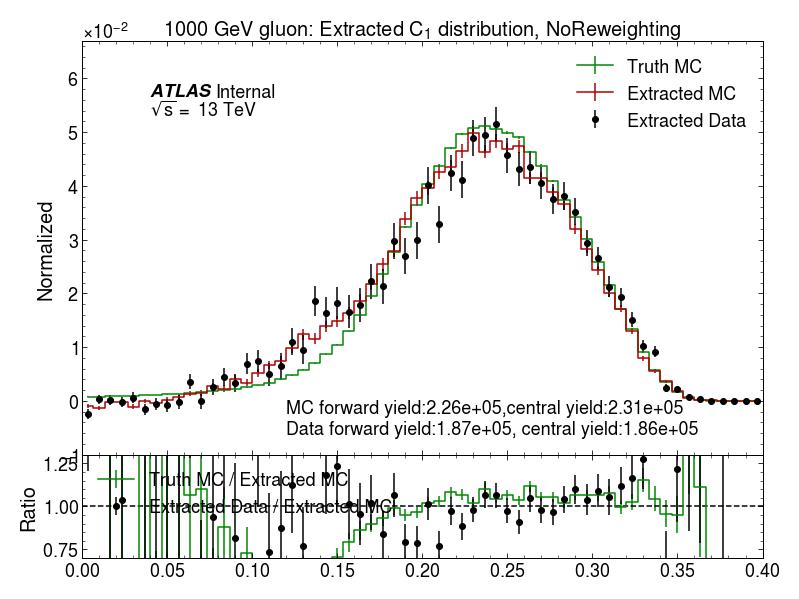 ×10⁻²
1000 GeV gluon: Extracted C₁ distribution, NoReweighting
ATLAS Internal
√s = 13 TeV
Truth MC
Extracted MC
Extracted Data
Normalized
6
5
4
3
2
1
0
MC forward yield:2.26e+05,central yield:2.31e+05
Data forward yield:1.87e+05, central yield:1.86e+05
Truth MC / Extracted MC
Extracted Data / Extracted MC
Ratio
1.25
1.00
0.75
0.00 0.05 0.10 0.15 0.20 0.25 0.30 0.35 0.40